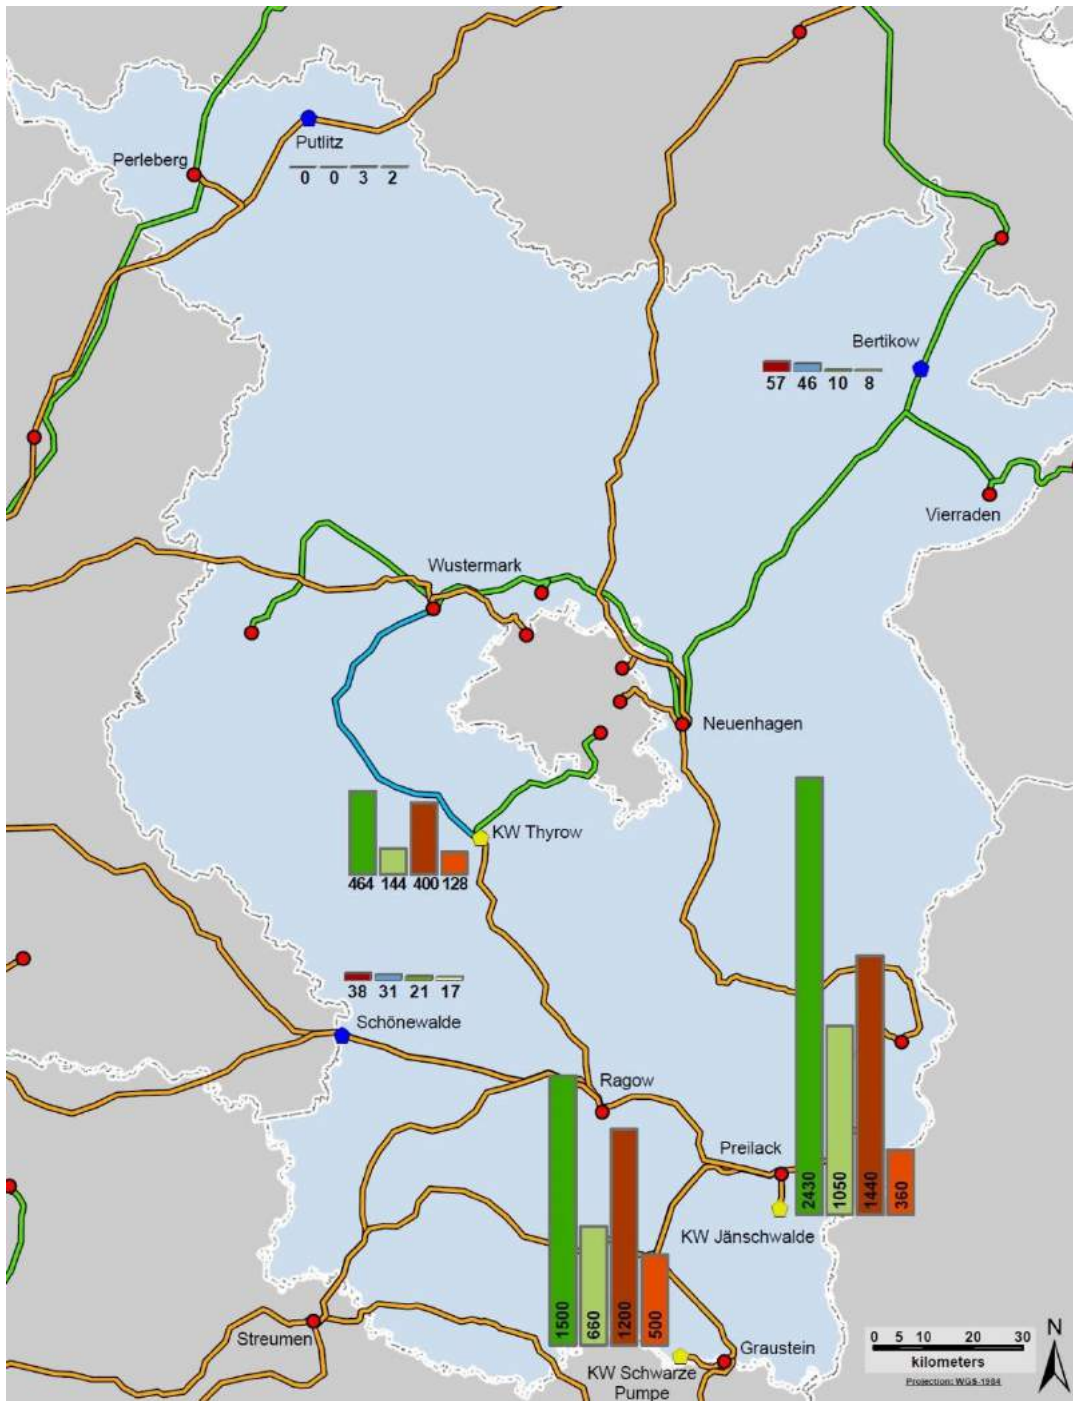 Putlitz
Perleberg
0 0 3 2
Bertikow
57 46 10 8
Vierraden
Wustermark
Neuenhagen
KW Thyrow
464 144 400 128
38 31 21 17
Schönewalde
Ragow
Preilack
2430 1050 1440 360
KW Jänschwalde
1500 660 1200 500
Streumen
Graustein
KW Schwarze
Pumpe
N
0 5 10 20 30
kilometers
Projection: WGS-1984